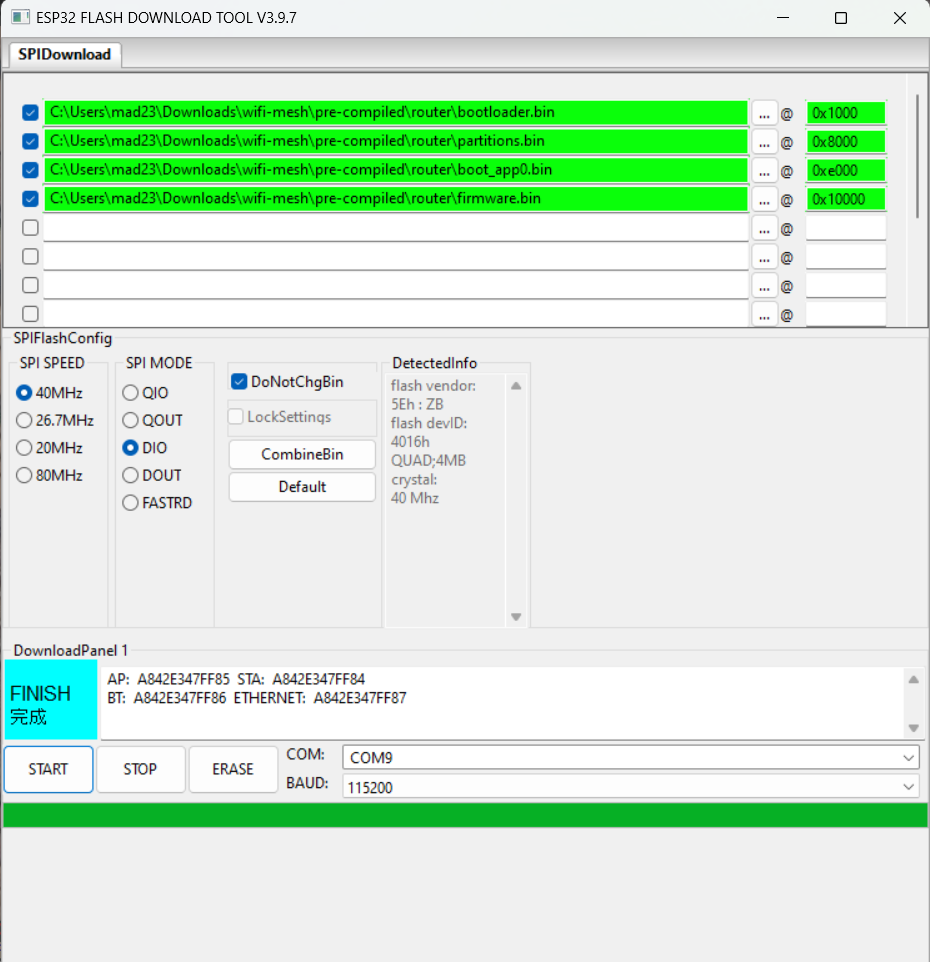 ESP32 FLASH DOWNLOAD TOOL V3.9.7
SPIDownload
C:\Users\mad23\Downloads\wifi-mesh\pre-compiled\router\bootloader.bin ... @ 0x1000
C:\Users\mad23\Downloads\wifi-mesh\pre-compiled\router\partitions.bin ... @ 0x8000
C:\Users\mad23\Downloads\wifi-mesh\pre-compiled\router\boot_app0.bin ... @ 0xe000
C:\Users\mad23\Downloads\wifi-mesh\pre-compiled\router\firmware.bin ... @ 0x10000
... @
... @
... @
... @
SPIFlashConfig
SPI SPEED
40MHz
26.7MHz
20MHz
80MHz
SPI MODE
QIO
QOUT
DIO
DOUT
FASTRD
DoNotChgBin
LockSettings
CombineBin
Default
DetectedInfo
flash vendor:
5Eh : ZB
flash devID:
4016h
QUAD;4MB
crystal:
40 Mhz
DownloadPanel 1
FINISH
完成
AP: A842E347FF85 STA: A842E347FF84
BT: A842E347FF86 ETHERNET: A842E347FF87
START
STOP
ERASE
COM: COM9
BAUD: 115200